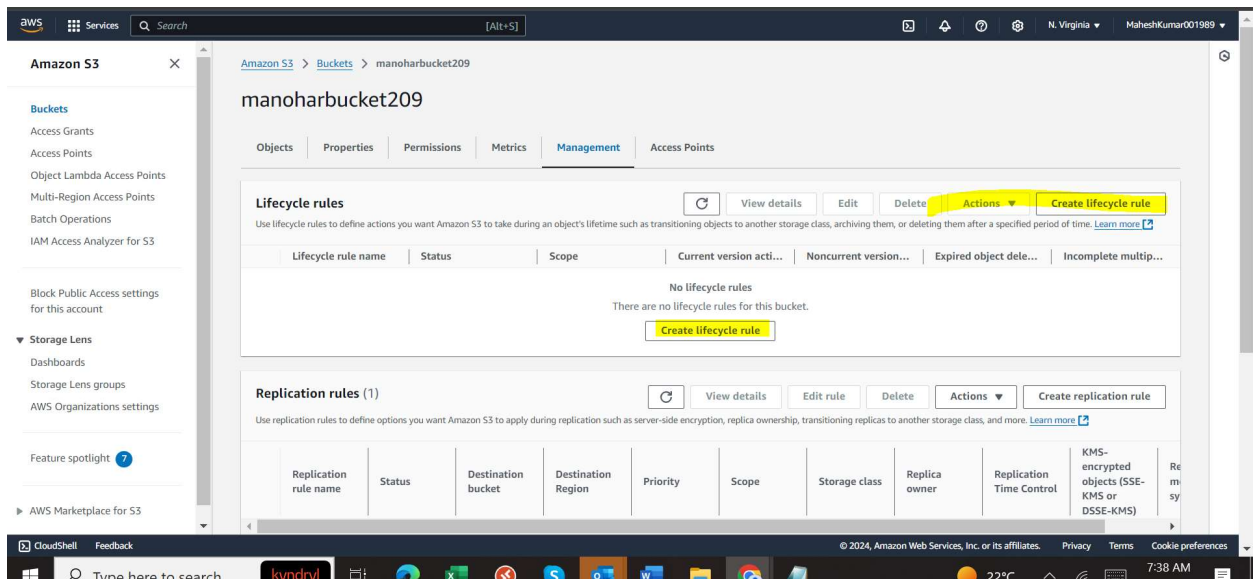 aws Services Search [Alt+S] N. Virginia ▼ MaheshKumar001989 ▼
Amazon S3
Buckets
Access Grants
Access Points
Object Lambda Access Points
Multi-Region Access Points
Batch Operations
IAM Access Analyzer for S3
Block Public Access settings
for this account
▼ Storage Lens
Dashboards
Storage Lens groups
AWS Organizations settings
Feature spotlight 7
▶ AWS Marketplace for S3
Amazon S3 > Buckets > manoharbucket209
manoharbucket209
Objects Properties Permissions Metrics Management Access Points
Lifecycle rules View details Edit Delete Actions ▼ Create lifecycle rule
Use lifecycle rules to define actions you want Amazon S3 to take during an object's lifetime such as transitioning objects to another storage class, archiving them, or deleting them after a specified period of time. Learn more
Lifecycle rule name Status Scope Current version acti... Noncurrent version... Expired object dele... Incomplete multip...
No lifecycle rules
There are no lifecycle rules for this bucket.
Create lifecycle rule
Replication rules (1) View details Edit rule Delete Actions ▼ Create replication rule
Use replication rules to define options you want Amazon S3 to apply during replication such as server-side encryption, replica ownership, transitioning replicas to another storage class, and more. Learn more
Replication
rule name
Status
Destination
bucket
Destination
Region
Priority
Scope
Storage class
Replica
owner
Replication
Time Control
KMS-
encrypted
objects (SSE-
KMS or
DSSE-KMS)
Re
m
sy
CloudShell Feedback © 2024, Amazon Web Services, Inc. or its affiliates. Privacy Terms Cookie preferences
Type here to search kyndryl 22°C 7:38 AM